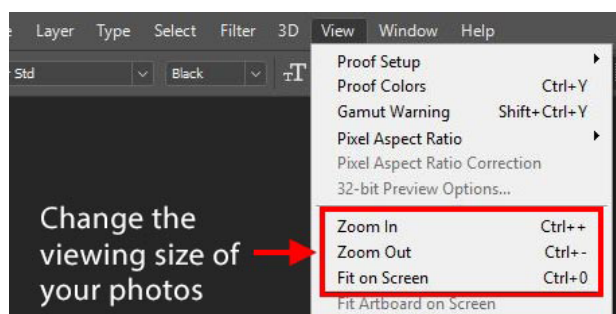 Layer Type Select Filter 3D View Window Help
Std Black TT
Proof Setup
Proof Colors Ctrl+Y
Gamut Warning Shift+Ctrl+Y
Pixel Aspect Ratio
Pixel Aspect Ratio Correction
32-bit Preview Options...
Zoom In Ctrl++
Zoom Out Ctrl+-
Fit on Screen Ctrl+0
Fit Artboard on Screen
Change the
viewing size of
your photos